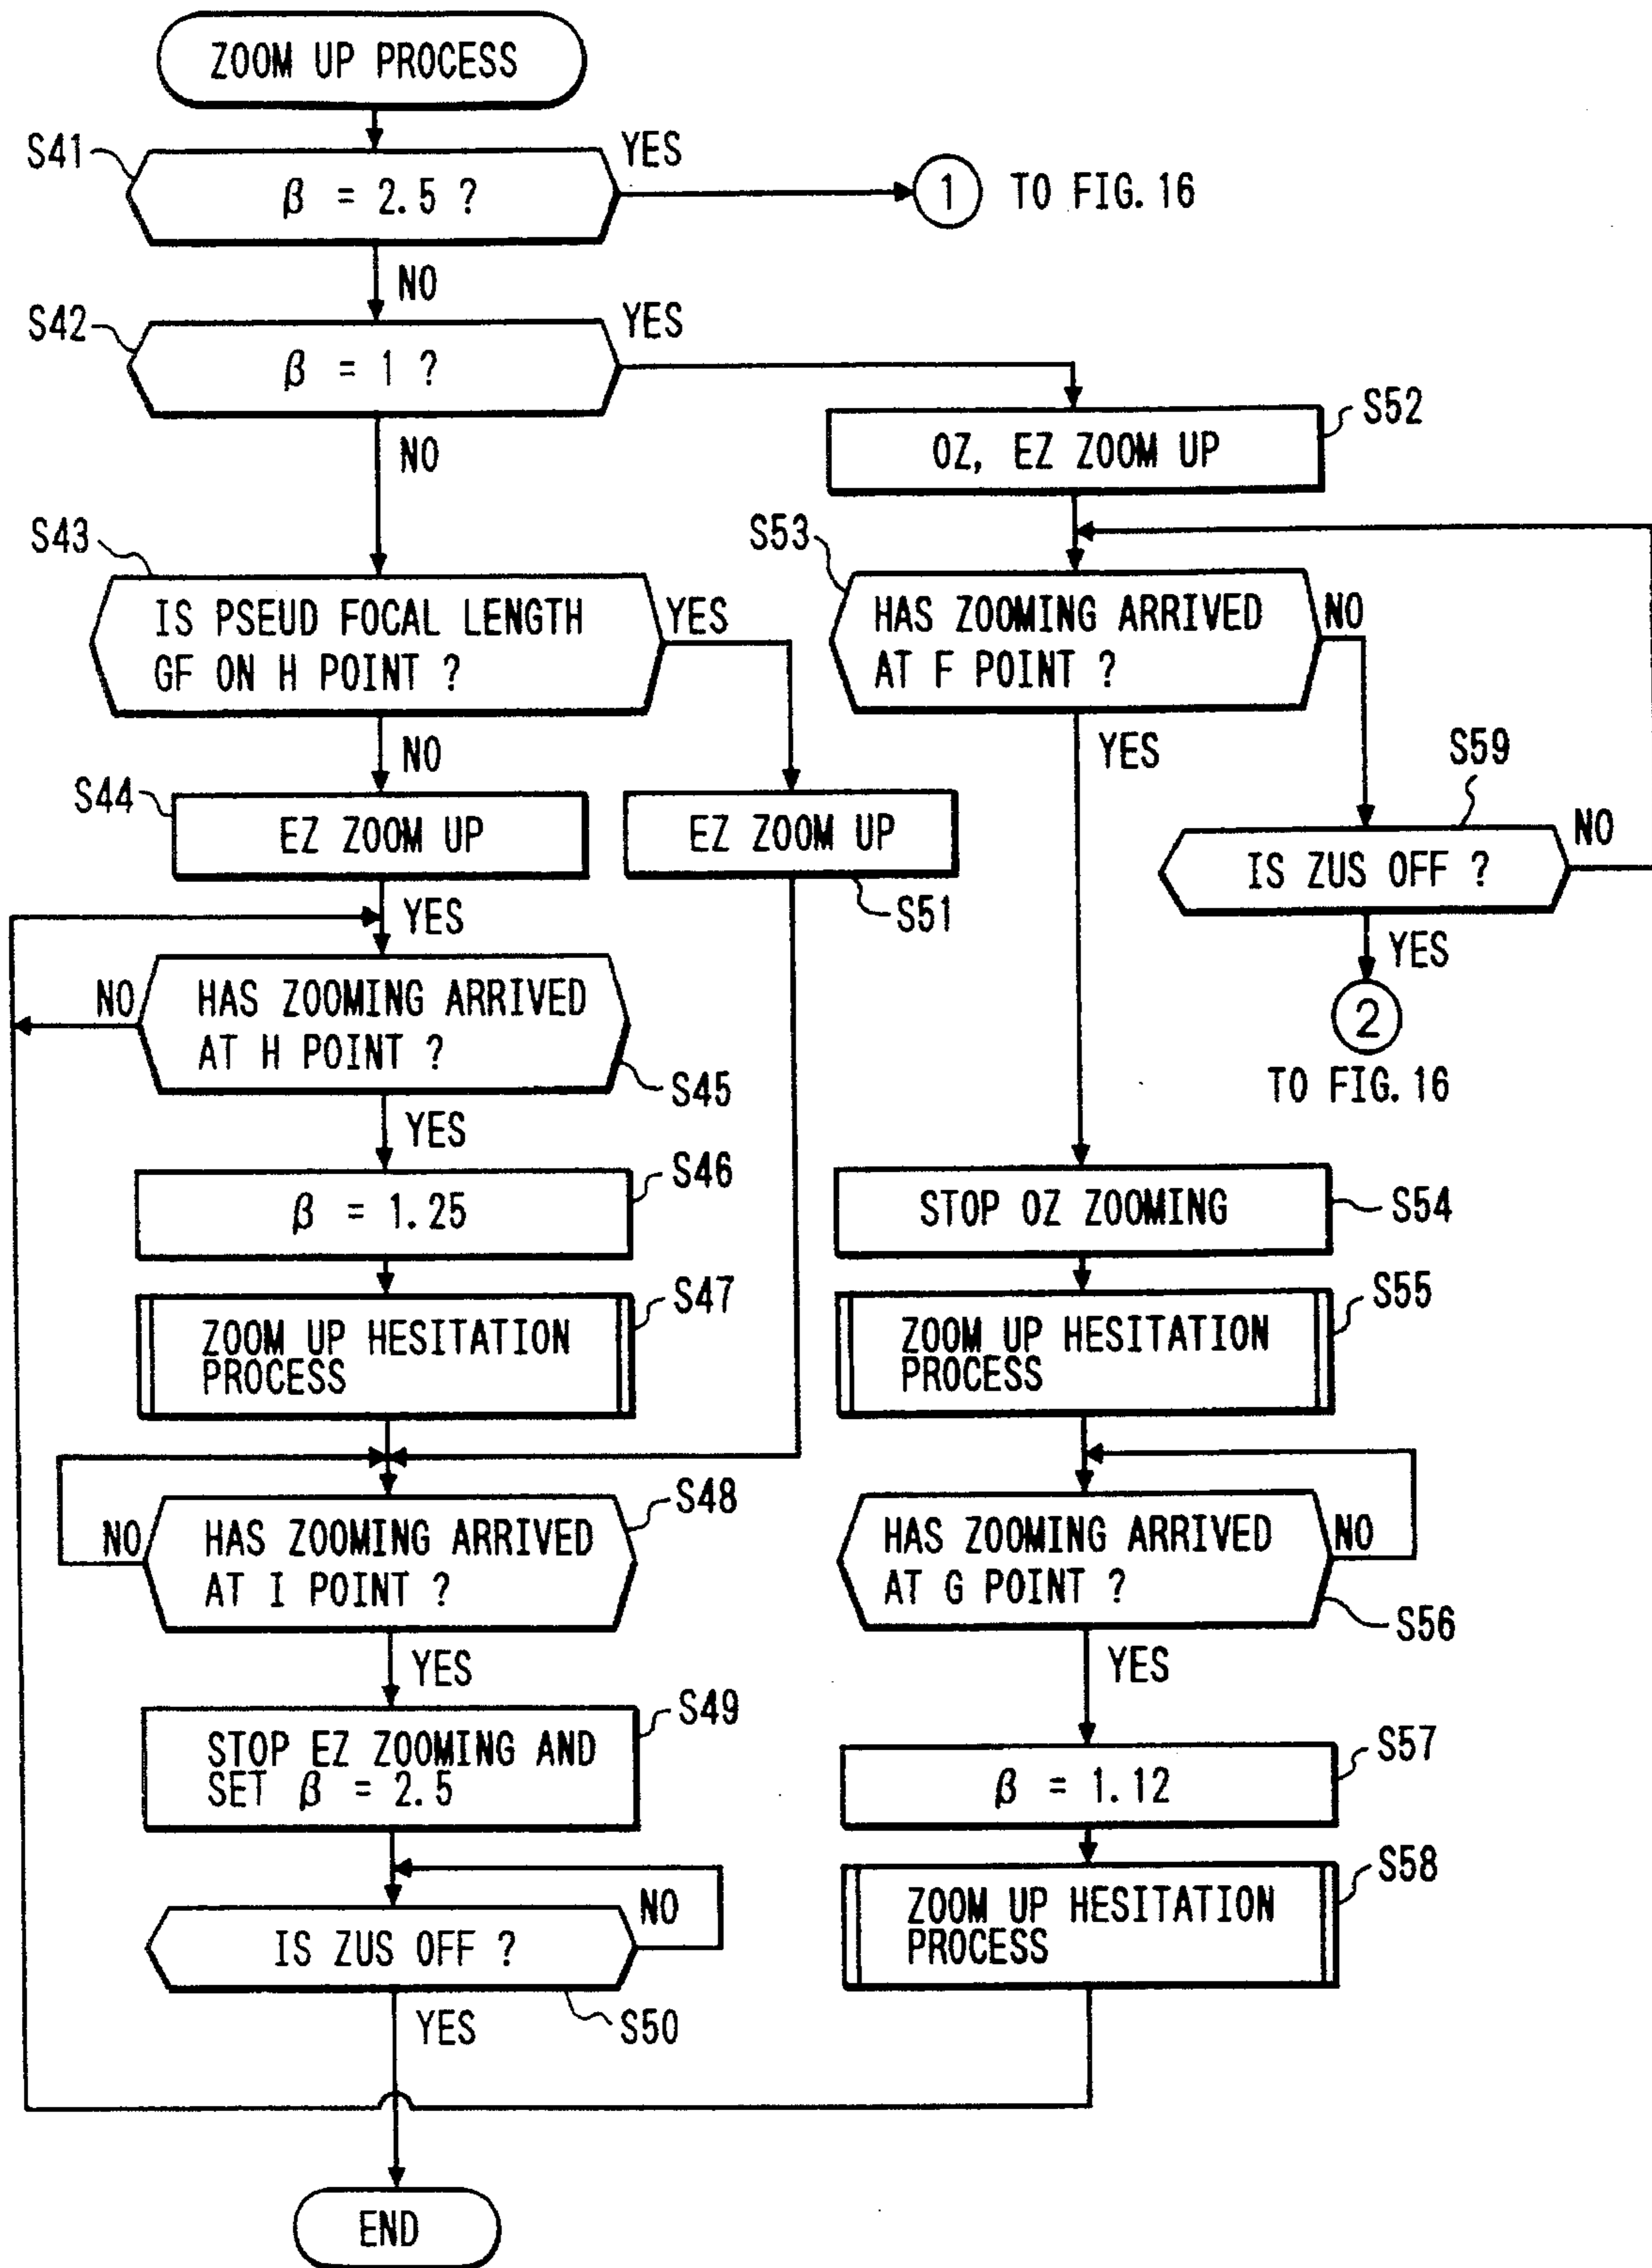 ZOOM UP PROCESS
S41
β = 2.5 ?
YES
1
TO FIG. 16
NO
S42
β = 1 ?
YES
NO
S52
OZ, EZ ZOOM UP
S43
IS PSEUD FOCAL LENGTH
GF ON H POINT ?
YES
NO
S53
HAS ZOOMING ARRIVED
AT F POINT ?
NO
YES
S59
IS ZUS OFF ?
NO
YES
2
TO FIG. 16
S44
EZ ZOOM UP
EZ ZOOM UP
S51
YES
HAS ZOOMING ARRIVED
AT H POINT ?
NO
S45
YES
S46
β = 1.25
S47
ZOOM UP HESITATION
PROCESS
S48
HAS ZOOMING ARRIVED
AT I POINT ?
NO
YES
S49
STOP EZ ZOOMING AND
SET β = 2.5
NO
IS ZUS OFF ?
S50
YES
STOP OZ ZOOMING
S54
S55
ZOOM UP HESITATION
PROCESS
HAS ZOOMING ARRIVED
AT G POINT ?
NO
S56
YES
S57
β = 1.12
S58
ZOOM UP HESITATION
PROCESS
END